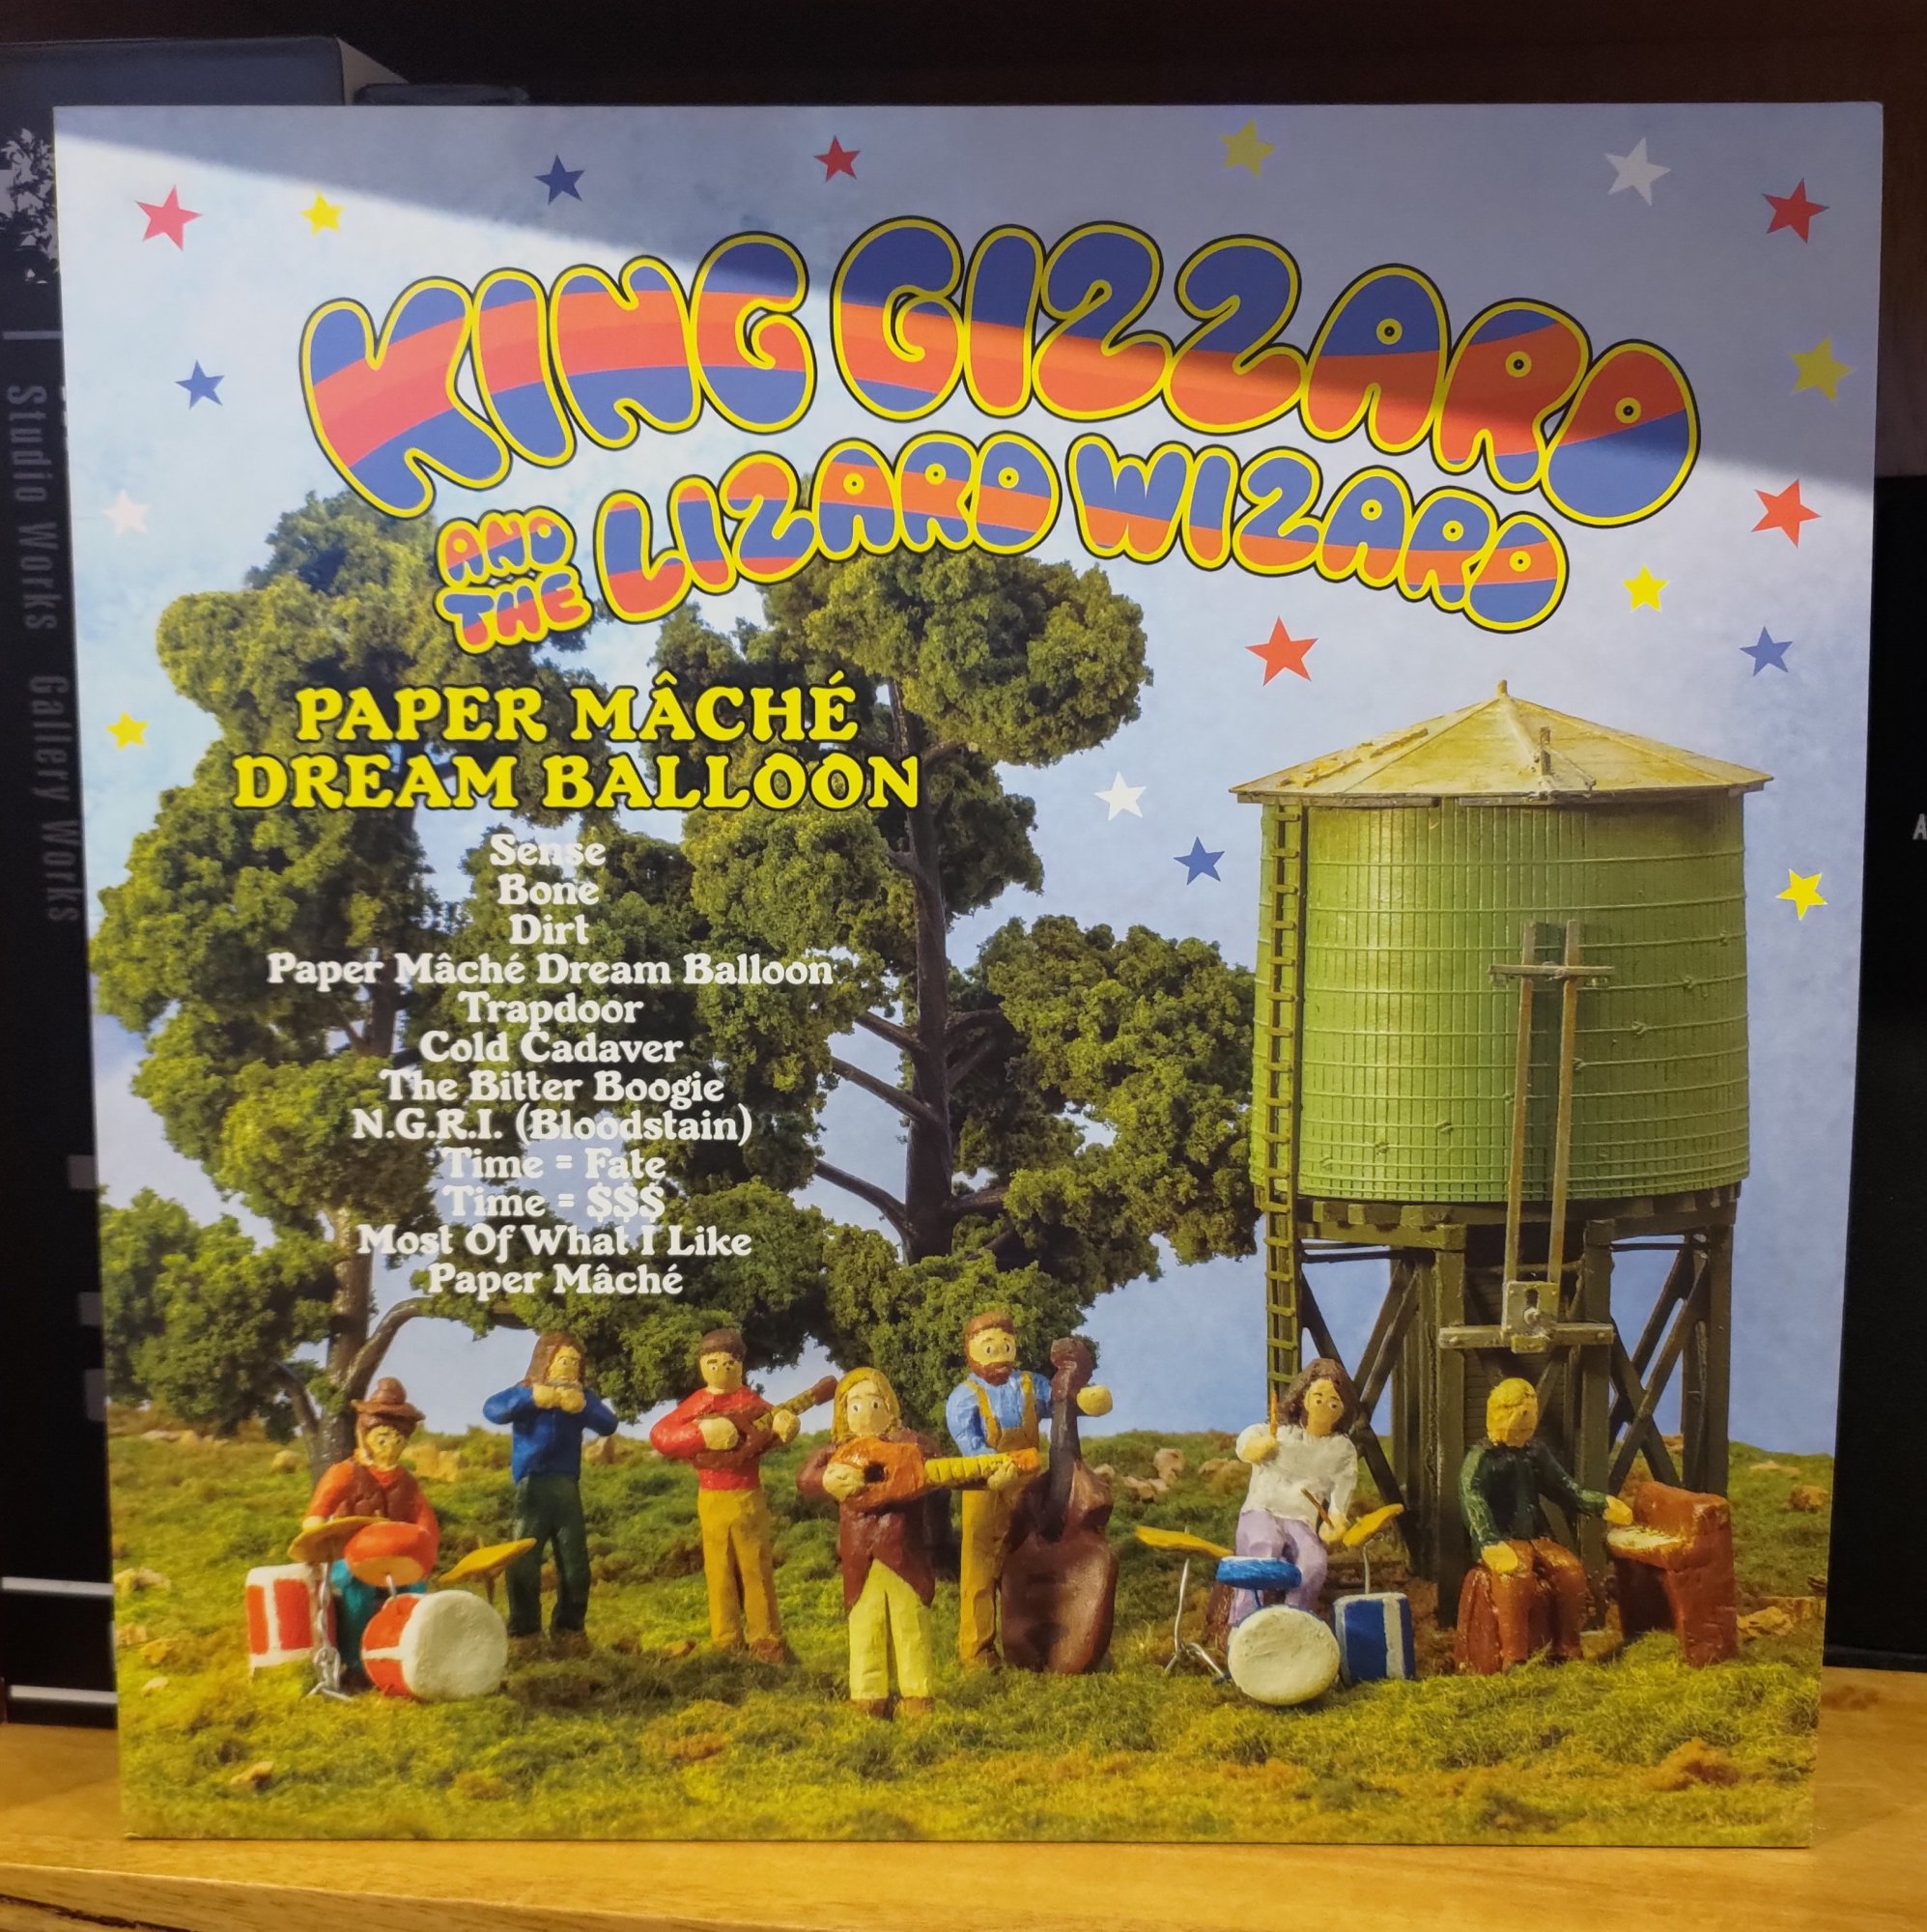 KING GIZZARD
AND THE LIZARD WIZARD
PAPER MÂCHÉ
DREAM BALLOON
Sense
Bone
Dirt
Paper Mâché Dream Balloon
Trapdoor
Cold Cadaver
The Bitter Boogie
N.G.R.I. (Bloodstain)
Time = Fate
Time = $$$
Most Of What I Like
Paper Mâché
Studio Works
Gallery Works
A